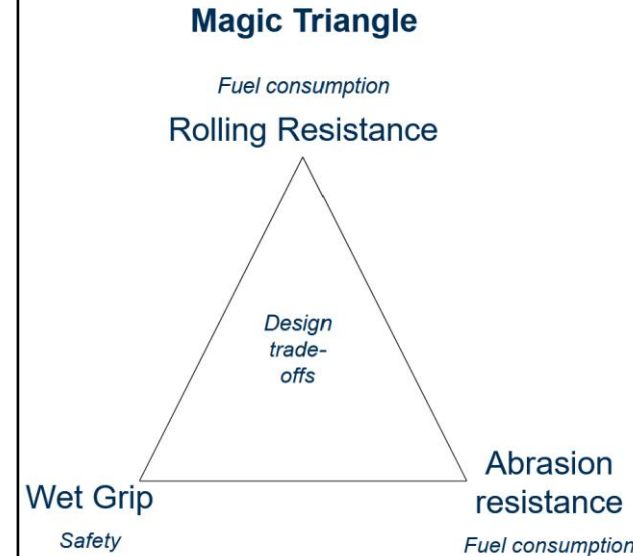 Magic Triangle
Fuel consumption
Rolling Resistance
Design
trade-
offs
Wet Grip
Safety
Abrasion
resistance
Fuel consumption